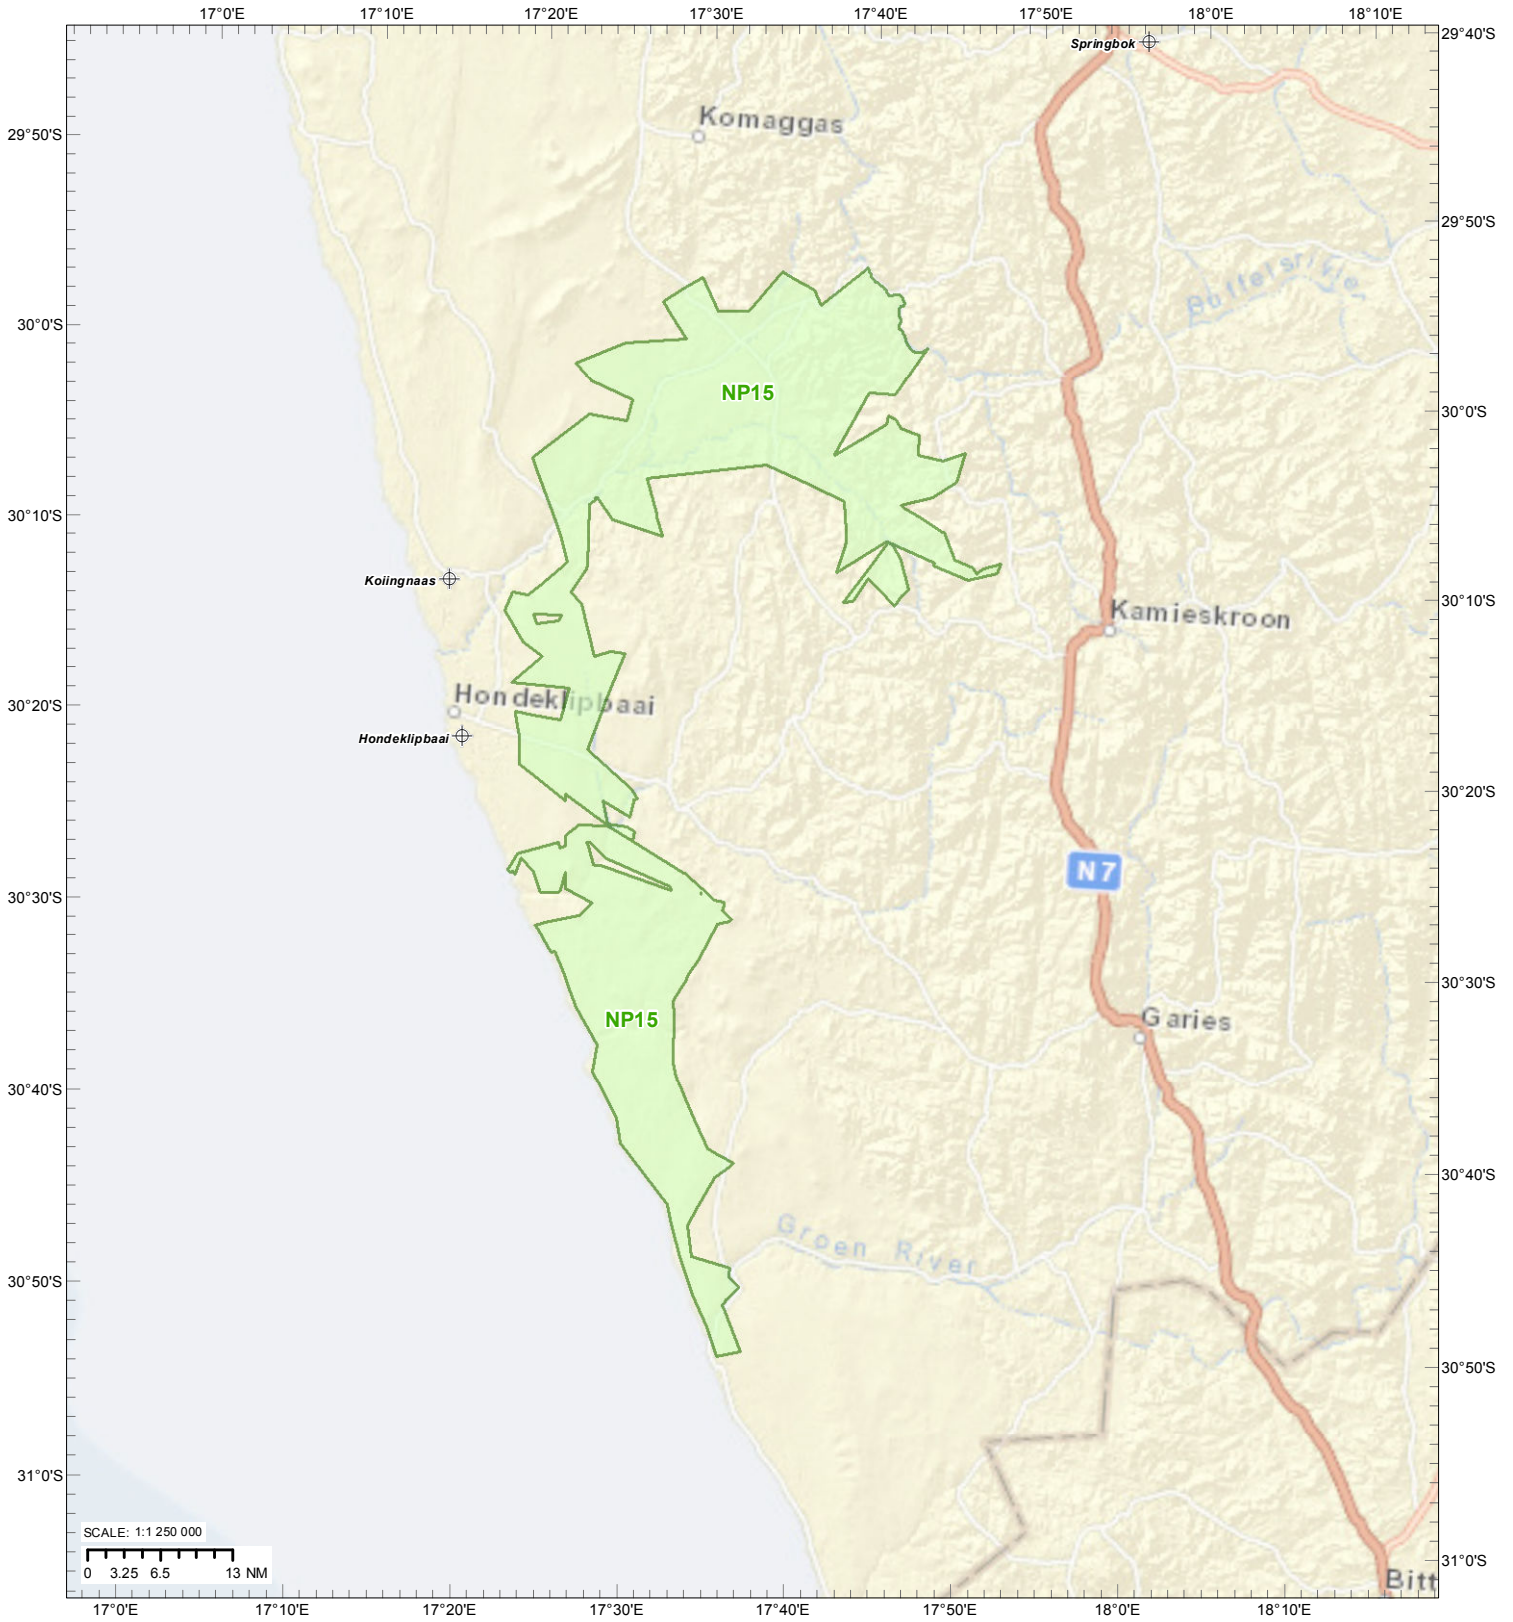 17°0'E 17°10'E 17°20'E 17°30'E 17°40'E 17°50'E 18°0'E 18°10'E
29°40'S
Springbok
Komaggas
29°50'S
29°50'S
Buffelsrivier
30°0'S
NP15
30°0'S
30°10'S
Koiingnaas
30°10'S
Kamieskroon
Hondeklipbaai
30°20'S
Hondeklipbaai
30°20'S
N7
30°30'S
30°30'S
NP15
Garies
30°40'S
30°40'S
Groen River
30°50'S
30°50'S
31°0'S
SCALE: 1:1 250 000
0 3.25 6.5 13 NM
31°0'S
Bitt
17°0'E 17°10'E 17°20'E 17°30'E 17°40'E 17°50'E 18°0'E 18°10'E